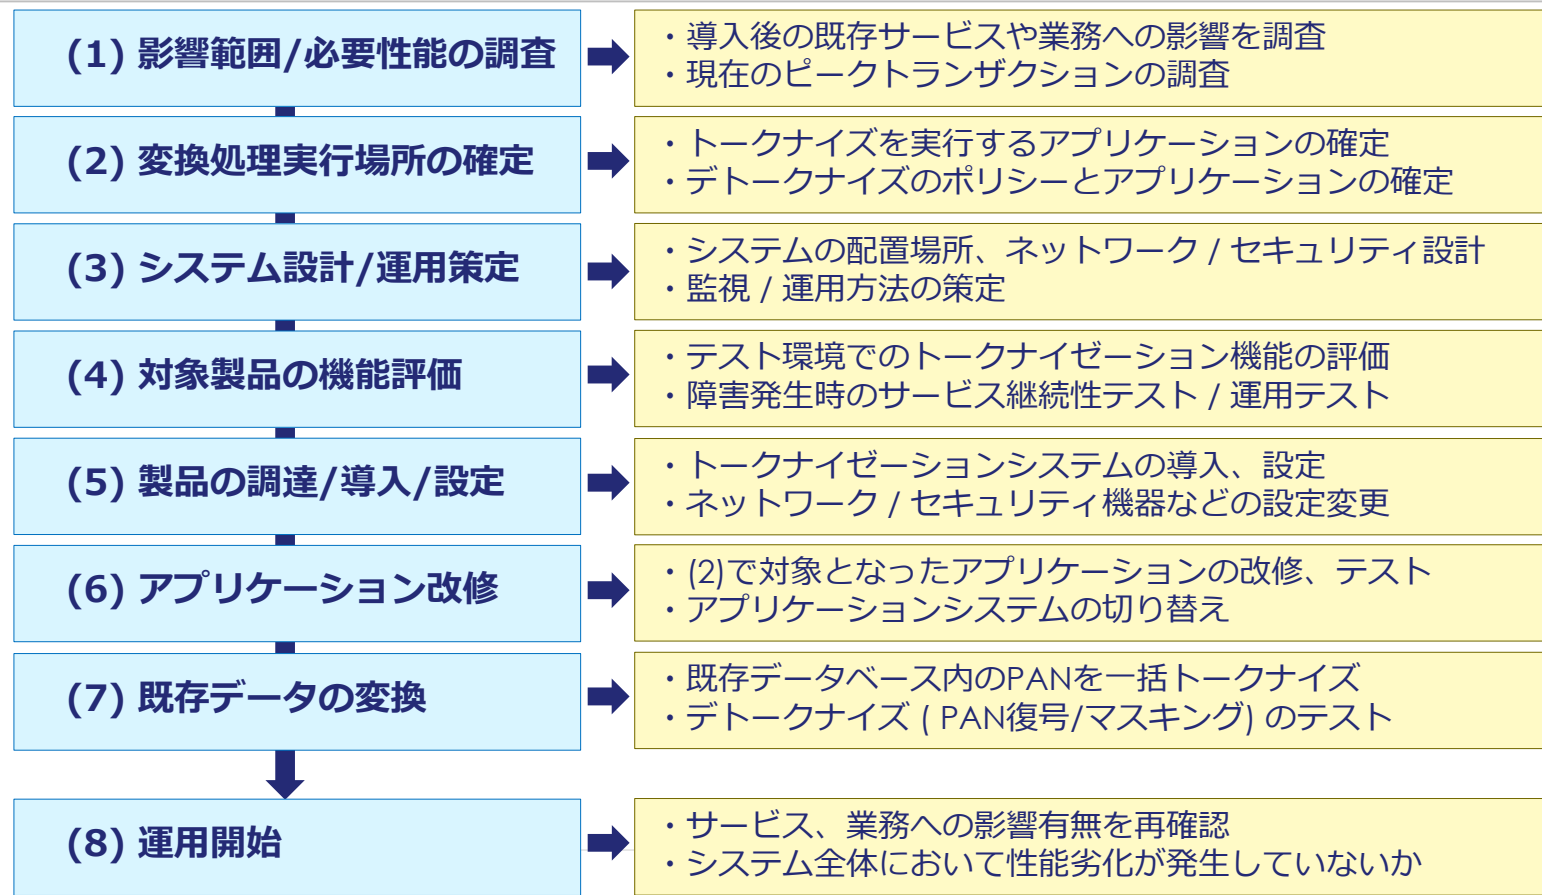 (1) 影響範囲/必要性能の調査
・導入後の既存サービスや業務への影響を調査
・現在のピークトランザクションの調査
(2) 変換処理実行場所の確定
・トークナイズを実行するアプリケーションの確定
・デトークナイズのポリシーとアプリケーションの確定
(3) システム設計/運用策定
・システムの配置場所、ネットワーク / セキュリティ設計
・監視 / 運用方法の策定
(4) 対象製品の機能評価
・テスト環境でのトークナイゼーション機能の評価
・障害発生時のサービス継続性テスト / 運用テスト
(5) 製品の調達/導入/設定
・トークナイゼーションシステムの導入、設定
・ネットワーク / セキュリティ機器などの設定変更
(6) アプリケーション改修
・(2)で対象となったアプリケーションの改修、テスト
・アプリケーションシステムの切り替え
(7) 既存データの変換
・既存データベース内のPANを一括トークナイズ
・デトークナイズ ( PAN復号/マスキング) のテスト
(8) 運用開始
・サービス、業務への影響有無を再確認
・システム全体において性能劣化が発生していないか